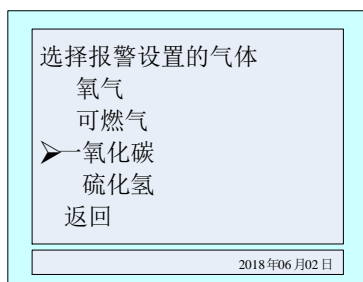 选择报警设置的气体
氧气
可燃气
一氧化碳
硫化氢
返回
2018年06月02日